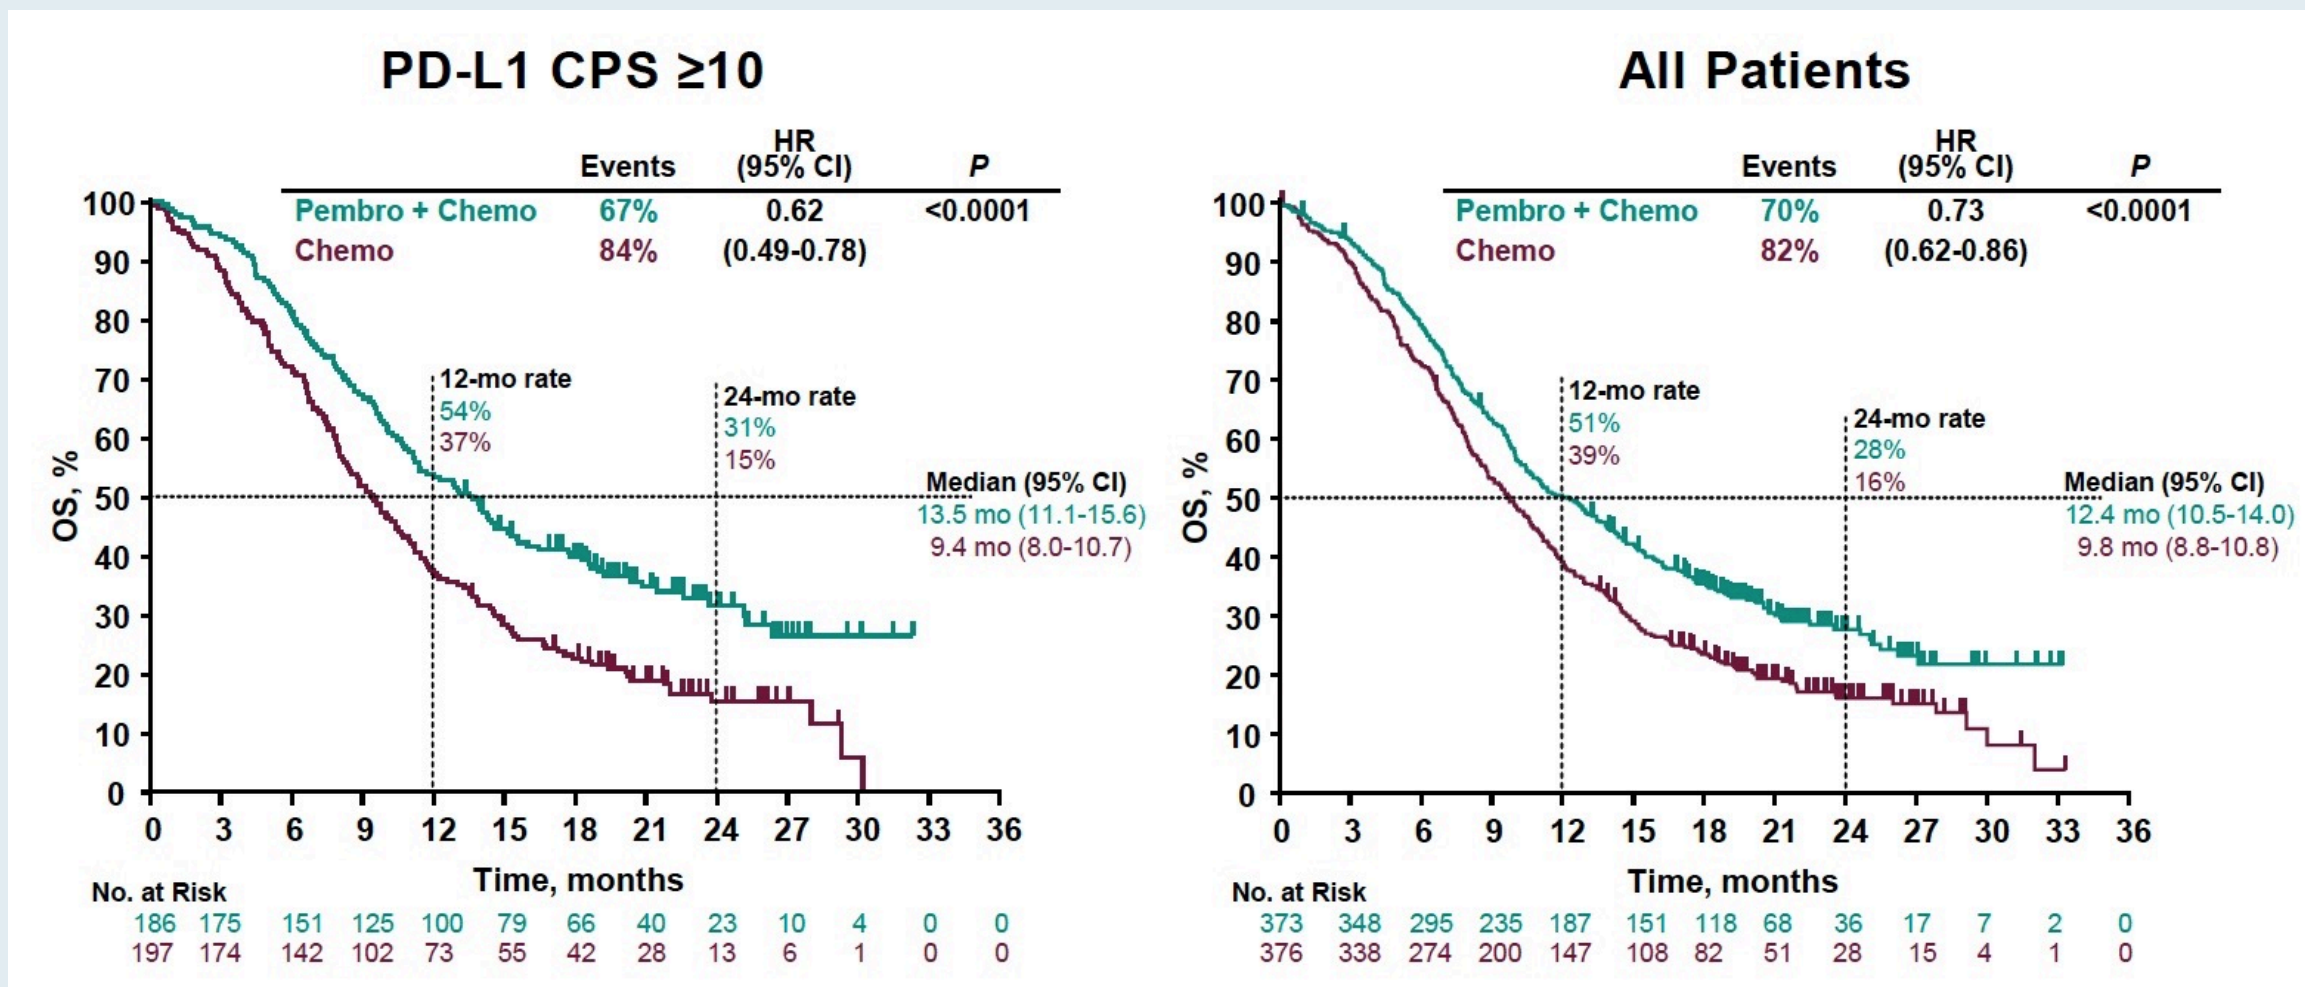 PD-L1 CPS ≥10
HR
Events (95% CI) P
Pembro + Chemo 67% 0.62 <0.0001
Chemo 84% (0.49-0.78)
100
90
80
70
60
50
40
30
20
10
0
OS, %
12-mo rate
54%
37%
24-mo rate
31%
15%
Median (95% CI)
13.5 mo (11.1-15.6)
9.4 mo (8.0-10.7)
0 3 6 9 12 15 18 21 24 27 30 33 36
Time, months
No. at Risk
186 175 151 125 100 79 66 40 23 10 4 0 0
197 174 142 102 73 55 42 28 13 6 1 0 0
All Patients
HR
Events (95% CI) P
Pembro + Chemo 70% 0.73 <0.0001
Chemo 82% (0.62-0.86)
100
90
80
70
60
50
40
30
20
10
0
OS, %
12-mo rate
51%
39%
24-mo rate
28%
16%
Median (95% CI)
12.4 mo (10.5-14.0)
9.8 mo (8.8-10.8)
0 3 6 9 12 15 18 21 24 27 30 33 36
Time, months
No. at Risk
373 348 295 235 187 151 118 68 36 17 7 2 0
376 338 274 200 147 108 82 51 28 15 4 1 0